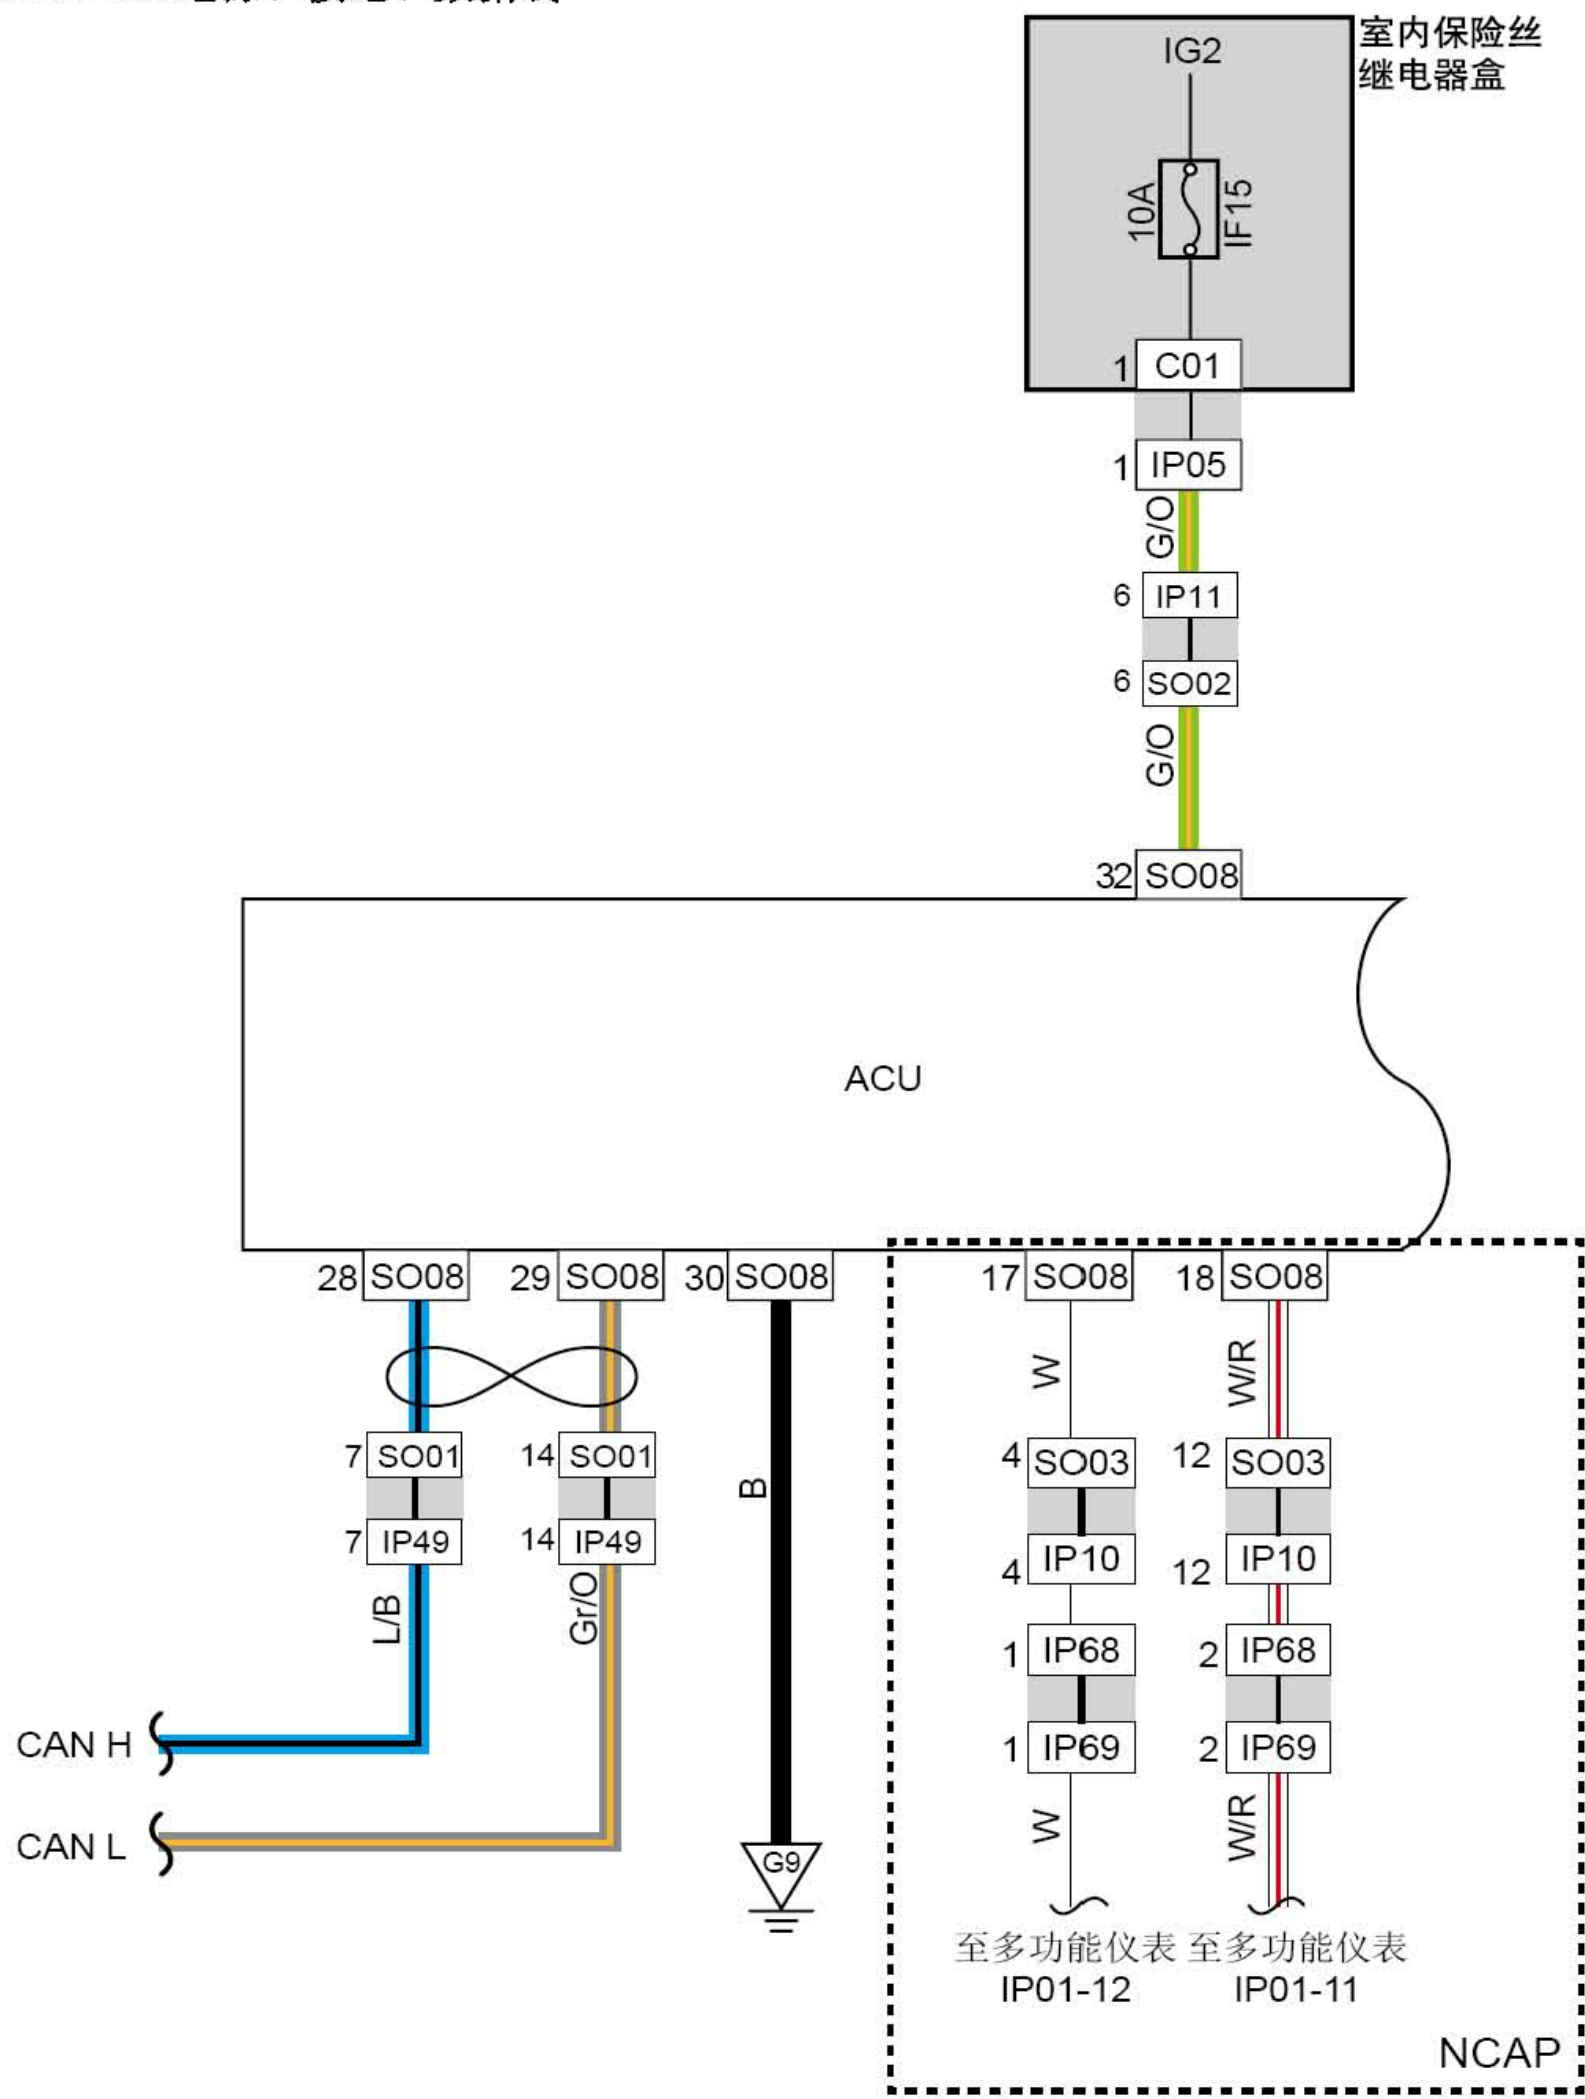 室内保险丝
继电器盒
IG2
10A
IF15
1 C01
1 IP05
G/O
6 IP11
6 SO02
G/O
32 SO08
ACU
28 SO08 29 SO08 30 SO08 17 SO08 18 SO08
W W/R
7 SO01 14 SO01 4 SO03 12 SO03
B
7 IP49 14 IP49 4 IP10 12 IP10
L/B Gr/O
1 IP68 2 IP68
CAN H
1 IP69 2 IP69
W W/R
CAN L
G9
至多功能仪表 至多功能仪表
IP01-12 IP01-11
NCAP